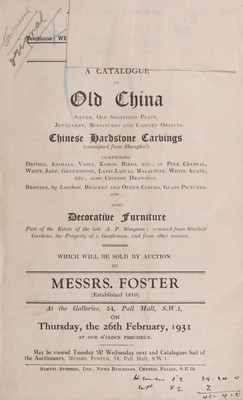 Telephone: WH
A CATALOGUE
OF
Old China
SILVER, OLD SHEFFIELD PLATE,
JEWELLERY, MINIATURES AND CABINET OBJECTS,
Chinese Hardstone Carvings
(consigned from Shanghai)
COMPRISING
DEITIES, ANIMALS, VASES, KOROS, BIRDS, ETC., IN PINK CRYSTAL,
WHITE JADE, GREENSTONE, LAPIS LAZULI, MALACHITE, WHITE AGATE,
ETC., ALSO CHINESE DRAWINGS.
BRONZES, by Lorcheré, BRACKET AND OTHER CLOCKS, GLASS PICTURES,
ETC.
ALSO
Decorative Furniture
Part of the Estate of the late A. P. Simpson; removed from Sinclair
Gardens, the Property of a Gentleman, and from other sources.
WHICH WILL BE SOLD BY AUCTION
BY
MESSRS. FOSTER
(Established 1810),
At the Galleries, 54, Pall Mall, S.W.1,
ON
Thursday, the 26th February, 1931
AT ONE O'CLOCK PRECISELY.
May be viewed Tuesday & Wednesday next and Catalogues had of
the Auctioneers, MESSRS. FOSTER, 54, Pall Mall, S.W.1.
SAMUEL STEPHEN, LTD., NEWS BUILDINGS, CRYSTAL PALACE, S.E.19.